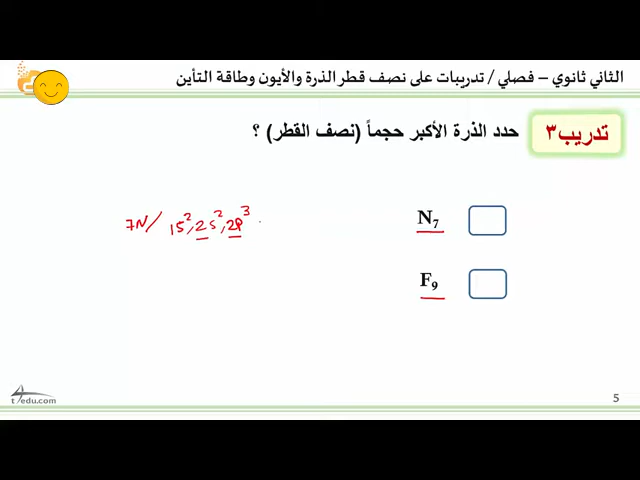 الثاني ثانوي – فصلي / تدريبات على نصف قطر الذرة والأيون وطاقة التأين
تدريب٣
حدد الذرة الأكبر حجماً (نصف القطر) ؟
N₇
7N/ 1s², 2s², 2p³
F₉
t4edu.com
5